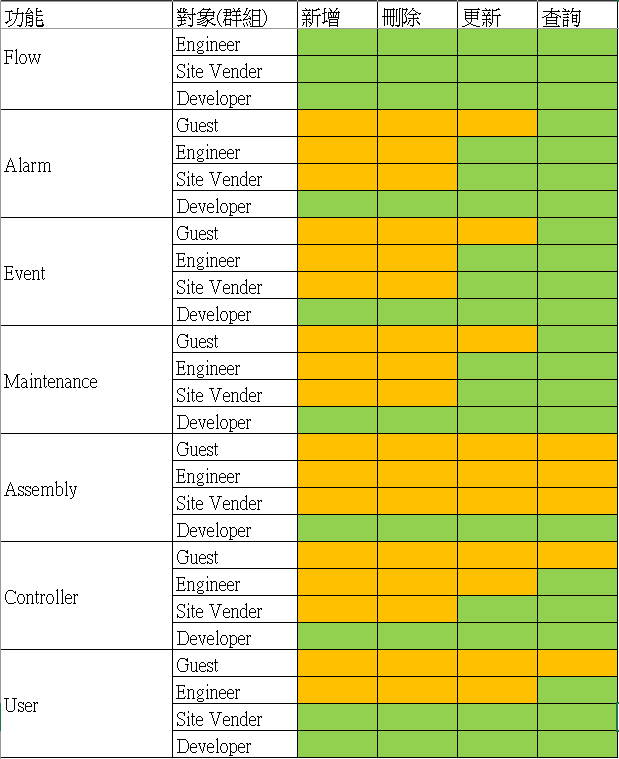 功能 對象(群組) 新增 刪除 更新 查詢
Flow
Engineer
Site Vender
Developer
Alarm
Guest
Engineer
Site Vender
Developer
Event
Guest
Engineer
Site Vender
Developer
Maintenance
Guest
Engineer
Site Vender
Developer
Assembly
Guest
Engineer
Site Vender
Developer
Controller
Guest
Engineer
Site Vender
Developer
User
Guest
Engineer
Site Vender
Developer